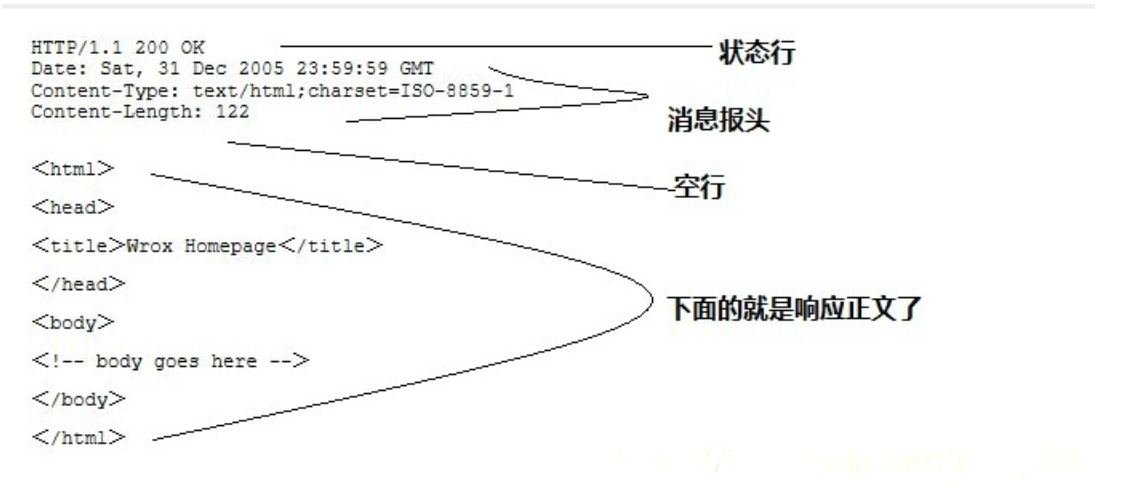 HTTP/1.1 200 OK
状态行
Date: Sat, 31 Dec 2005 23:59:59 GMT
Content-Type: text/html;charset=ISO-8859-1
Content-Length: 122
消息报头
空行
<html>
<head>
<title>Wrox Homepage</title>
</head>
<body>
下面的就是响应正文了
<!-- body goes here -->
</body>
</html>